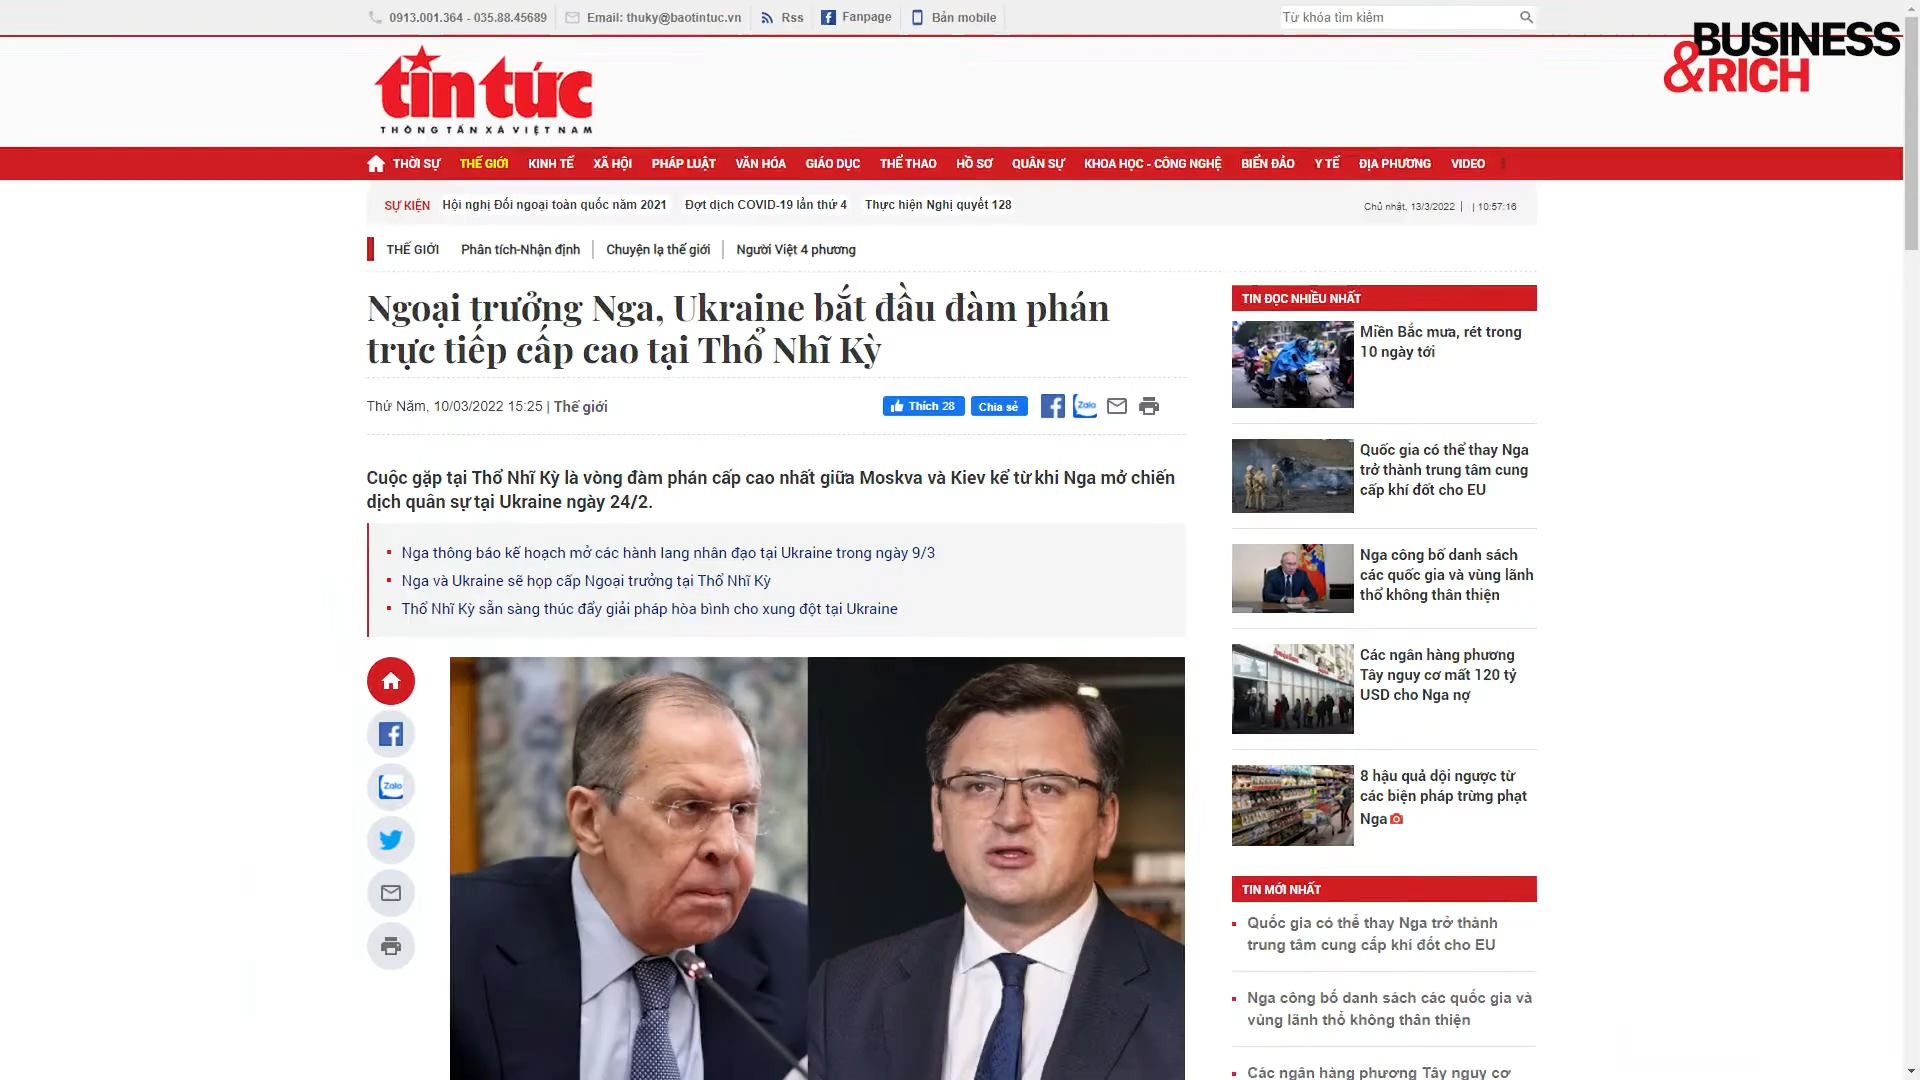 0913.001.364 - 035.88.45689
Email: thuky@baotintuc.vn
Rss
Fanpage
Bản mobile
Từ khóa tìm kiếm
BUSINESS
&RICH
tin tức
THÔNG TẤN XÃ VIỆT NAM
THỜI SỰ THẾ GIỚI KINH TẾ XÃ HỘI PHÁP LUẬT VĂN HÓA GIÁO DỤC THỂ THAO HỒ SƠ QUÂN SỰ KHOA HỌC - CÔNG NGHỆ BIỂN ĐẢO Y TẾ ĐỊA PHƯƠNG VIDEO
SỰ KIỆN Hội nghị Đối ngoại toàn quốc năm 2021 Đợt dịch COVID-19 lần thứ 4 Thực hiện Nghị quyết 128
Chủ nhật, 13/3/2022 | | 10:57:16
THẾ GIỚI Phân tích-Nhận định Chuyện lạ thế giới Người Việt 4 phương
Ngoại trưởng Nga, Ukraine bắt đầu đàm phán
trực tiếp cấp cao tại Thổ Nhĩ Kỳ
Thứ Năm, 10/03/2022 15:25 | Thế giới
Thích 28
Chia sẻ
Zalo
Cuộc gặp tại Thổ Nhĩ Kỳ là vòng đàm phán cấp cao nhất giữa Moskva và Kiev kể từ khi Nga mở chiến
dịch quân sự tại Ukraine ngày 24/2.
Nga thông báo kế hoạch mở các hành lang nhân đạo tại Ukraine trong ngày 9/3
Nga và Ukraine sẽ họp cấp Ngoại trưởng tại Thổ Nhĩ Kỳ
Thổ Nhĩ Kỳ sẵn sàng thúc đẩy giải pháp hòa bình cho xung đột tại Ukraine
Zalo
TIN ĐỌC NHIỀU NHẤT
Miền Bắc mưa, rét trong
10 ngày tới
Quốc gia có thể thay Nga
trở thành trung tâm cung
cấp khí đốt cho EU
Nga công bố danh sách
các quốc gia và vùng lãnh
thổ không thân thiện
Các ngân hàng phương
Tây nguy cơ mất 120 tỷ
USD cho Nga nợ
8 hậu quả dội ngược từ
các biện pháp trừng phạt
Nga
TIN MỚI NHẤT
Quốc gia có thể thay Nga trở thành
trung tâm cung cấp khí đốt cho EU
Nga công bố danh sách các quốc gia và
vùng lãnh thổ không thân thiện
Các ngân hàng phương Tây nguy cơ